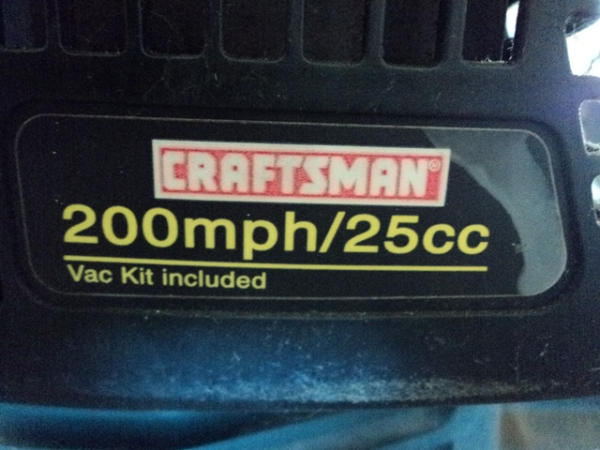 CRAFTSMAN®
200mph/25cc
Vac Kit included